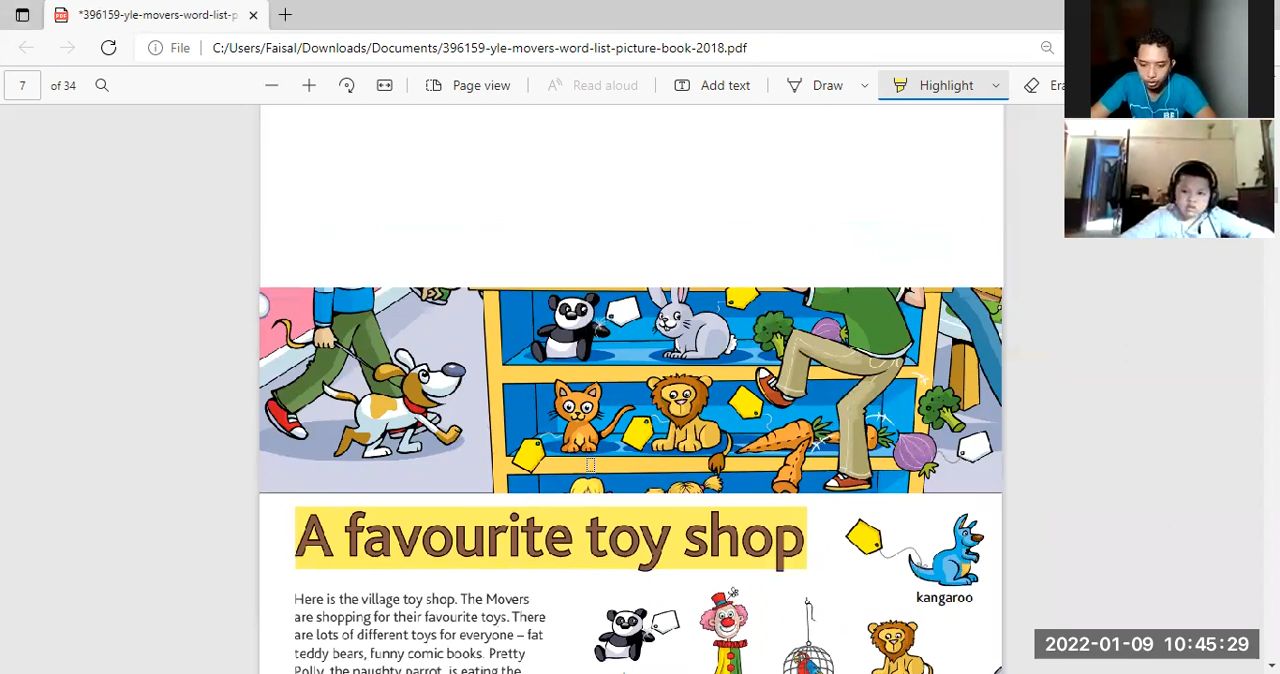 *396159-yle-movers-word-list-p
File
C:/Users/Faisal/Downloads/Documents/396159-yle-movers-word-list-picture-book-2018.pdf
7 of 34
Page view
Read aloud
Add text
Draw
Highlight
Era
BE
A favourite toy shop
kangaroo
Here is the village toy shop. The Movers
are shopping for their favourite toys. There
are lots of different toys for everyone – fat
teddy bears, funny comic books. Pretty
Polly, the naughty parrot, is eating the
2022-01-09 10:45:29